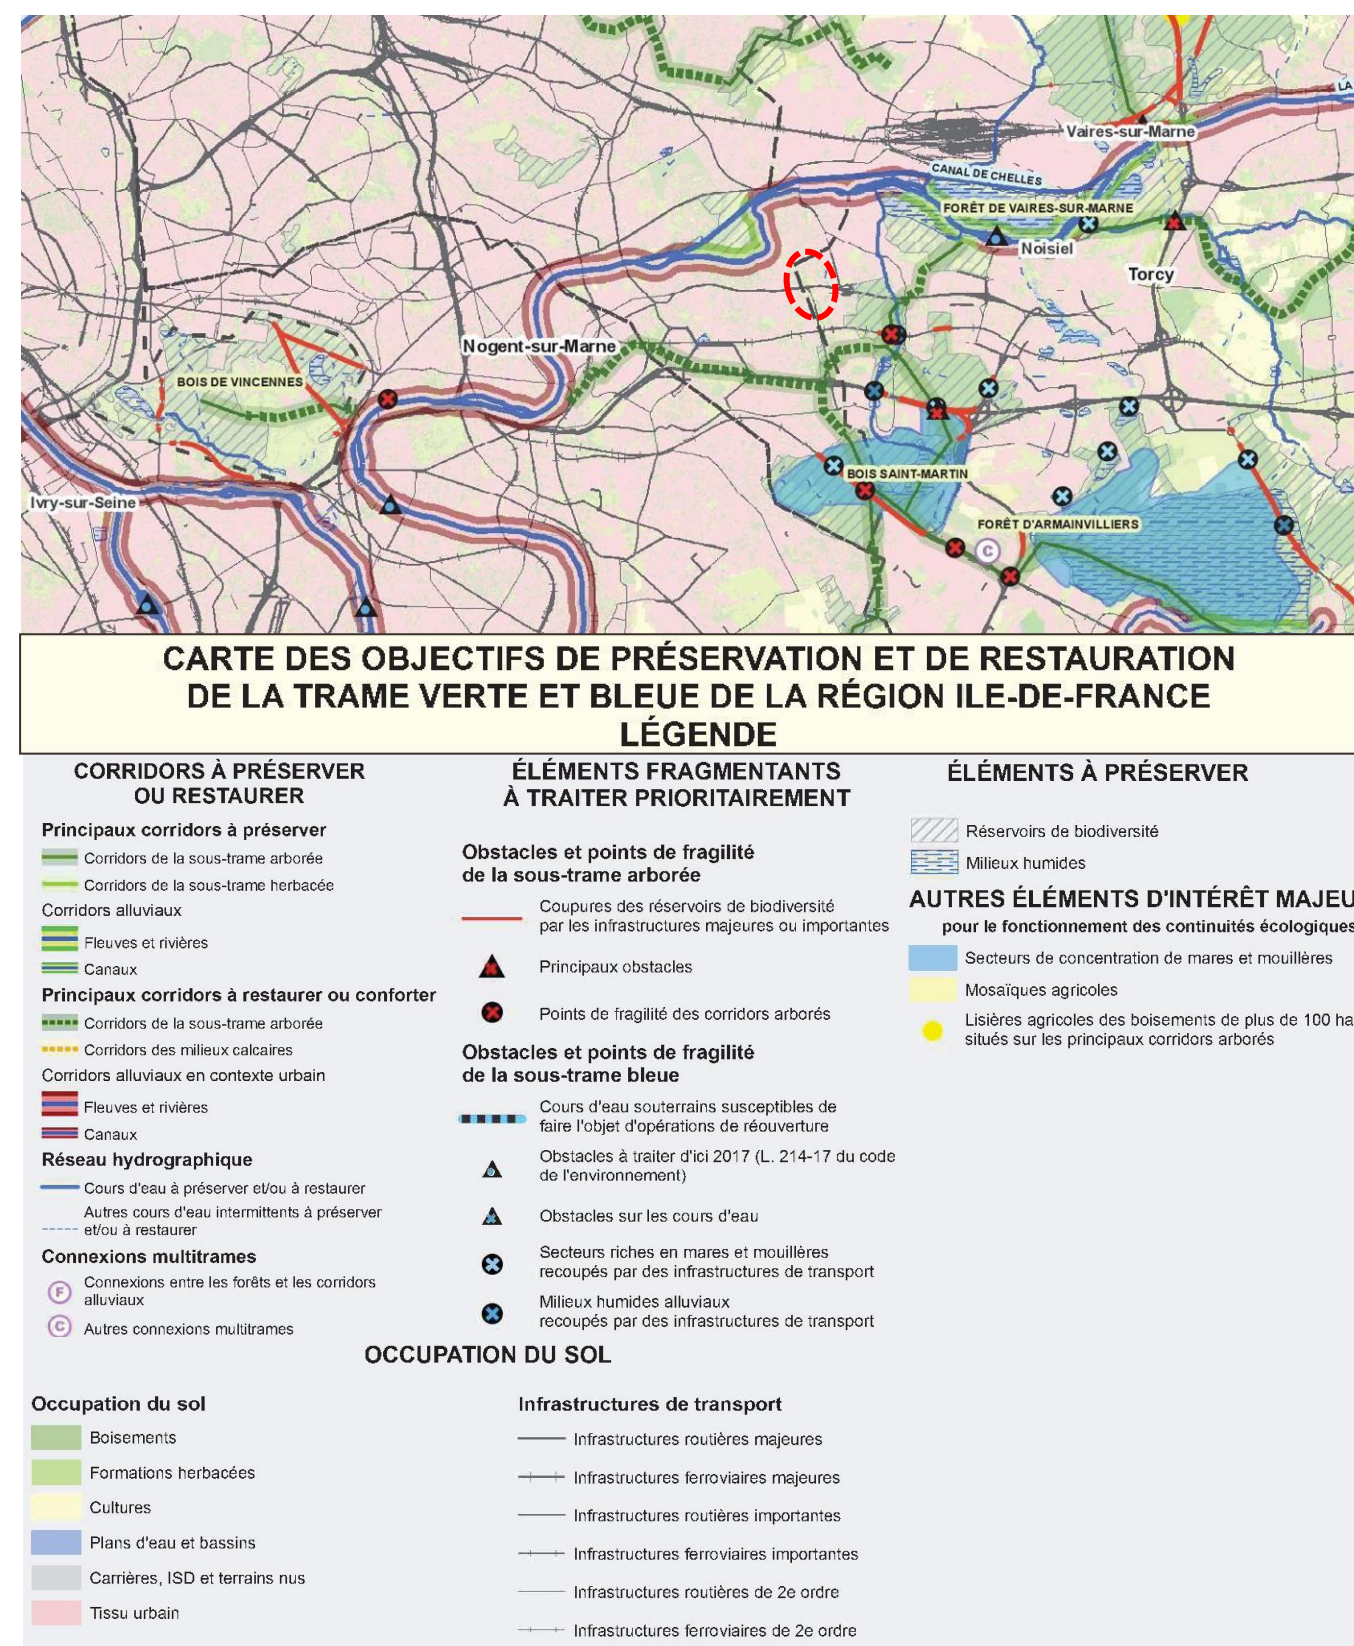 LA
Vaires-sur-Marne
CANAL DE CHELLES
FORÊT DE VAIRES-SUR-MARNE
Noisiel
Torcy
Nogent-sur-Marne
BOIS DE VINCENNES
BOIS SAINT-MARTIN
Ivry-sur-Seine
FORÊT D'ARMAINVILLIERS
C
CARTE DES OBJECTIFS DE PRÉSERVATION ET DE RESTAURATION
DE LA TRAME VERTE ET BLEUE DE LA RÉGION ILE-DE-FRANCE
LÉGENDE
CORRIDORS À PRÉSERVER
OU RESTAURER
Principaux corridors à préserver
Corridors de la sous-trame arborée
Corridors de la sous-trame herbacée
Corridors alluviaux
Fleuves et rivières
Canaux
Principaux corridors à restaurer ou conforter
Corridors de la sous-trame arborée
Corridors des milieux calcaires
Corridors alluviaux en contexte urbain
Fleuves et rivières
Canaux
Réseau hydrographique
Cours d'eau à préserver et/ou à restaurer
Autres cours d'eau intermittents à préserver
et/ou à restaurer
Connexions multitrames
F
Connexions entre les forêts et les corridors
alluviaux
C
Autres connexions multitrames
ÉLÉMENTS FRAGMENTANTS
À TRAITER PRIORITAIREMENT
Obstacles et points de fragilité
de la sous-trame arborée
Coupures des réservoirs de biodiversité
par les infrastructures majeures ou importantes
Principaux obstacles
Points de fragilité des corridors arborés
Obstacles et points de fragilité
de la sous-trame bleue
Cours d'eau souterrains susceptibles de
faire l'objet d'opérations de réouverture
Obstacles à traiter d'ici 2017 (L. 214-17 du code
de l'environnement)
Obstacles sur les cours d'eau
Secteurs riches en mares et mouillères
recoupés par des infrastructures de transport
Milieux humides alluviaux
recoupés par des infrastructures de transport
ÉLÉMENTS À PRÉSERVER
Réservoirs de biodiversité
Milieux humides
AUTRES ÉLÉMENTS D'INTÉRÊT MAJEU
pour le fonctionnement des continuités écologiques
Secteurs de concentration de mares et mouillères
Mosaïques agricoles
Lisières agricoles des boisements de plus de 100 ha
situés sur les principaux corridors arborés
OCCUPATION DU SOL
Occupation du sol
Boisements
Formations herbacées
Cultures
Plans d'eau et bassins
Carrières, ISD et terrains nus
Tissu urbain
Infrastructures de transport
Infrastructures routières majeures
Infrastructures ferroviaires majeures
Infrastructures routières importantes
Infrastructures ferroviaires importantes
Infrastructures routières de 2e ordre
Infrastructures ferroviaires de 2e ordre